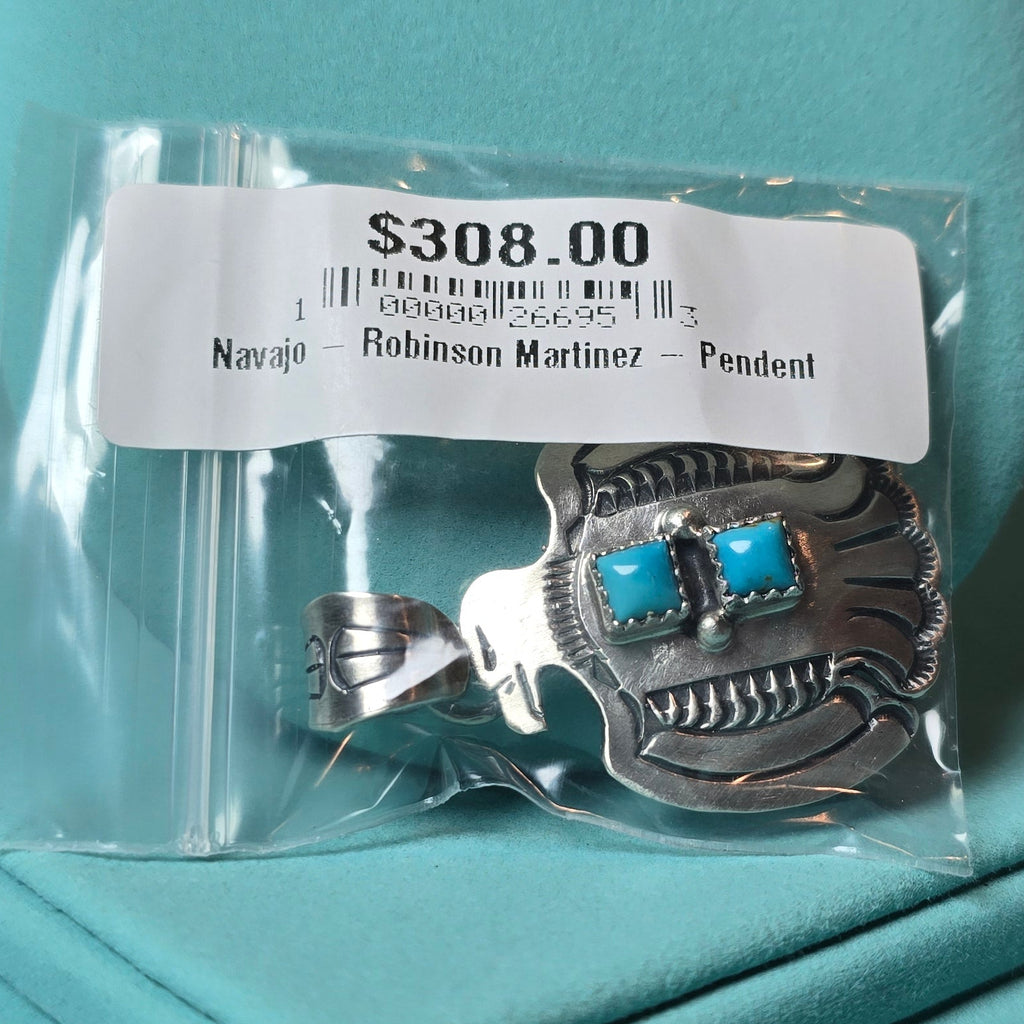 $308.00
1 00000 26695 3
Navajo - Robinson Martinez - Pendent